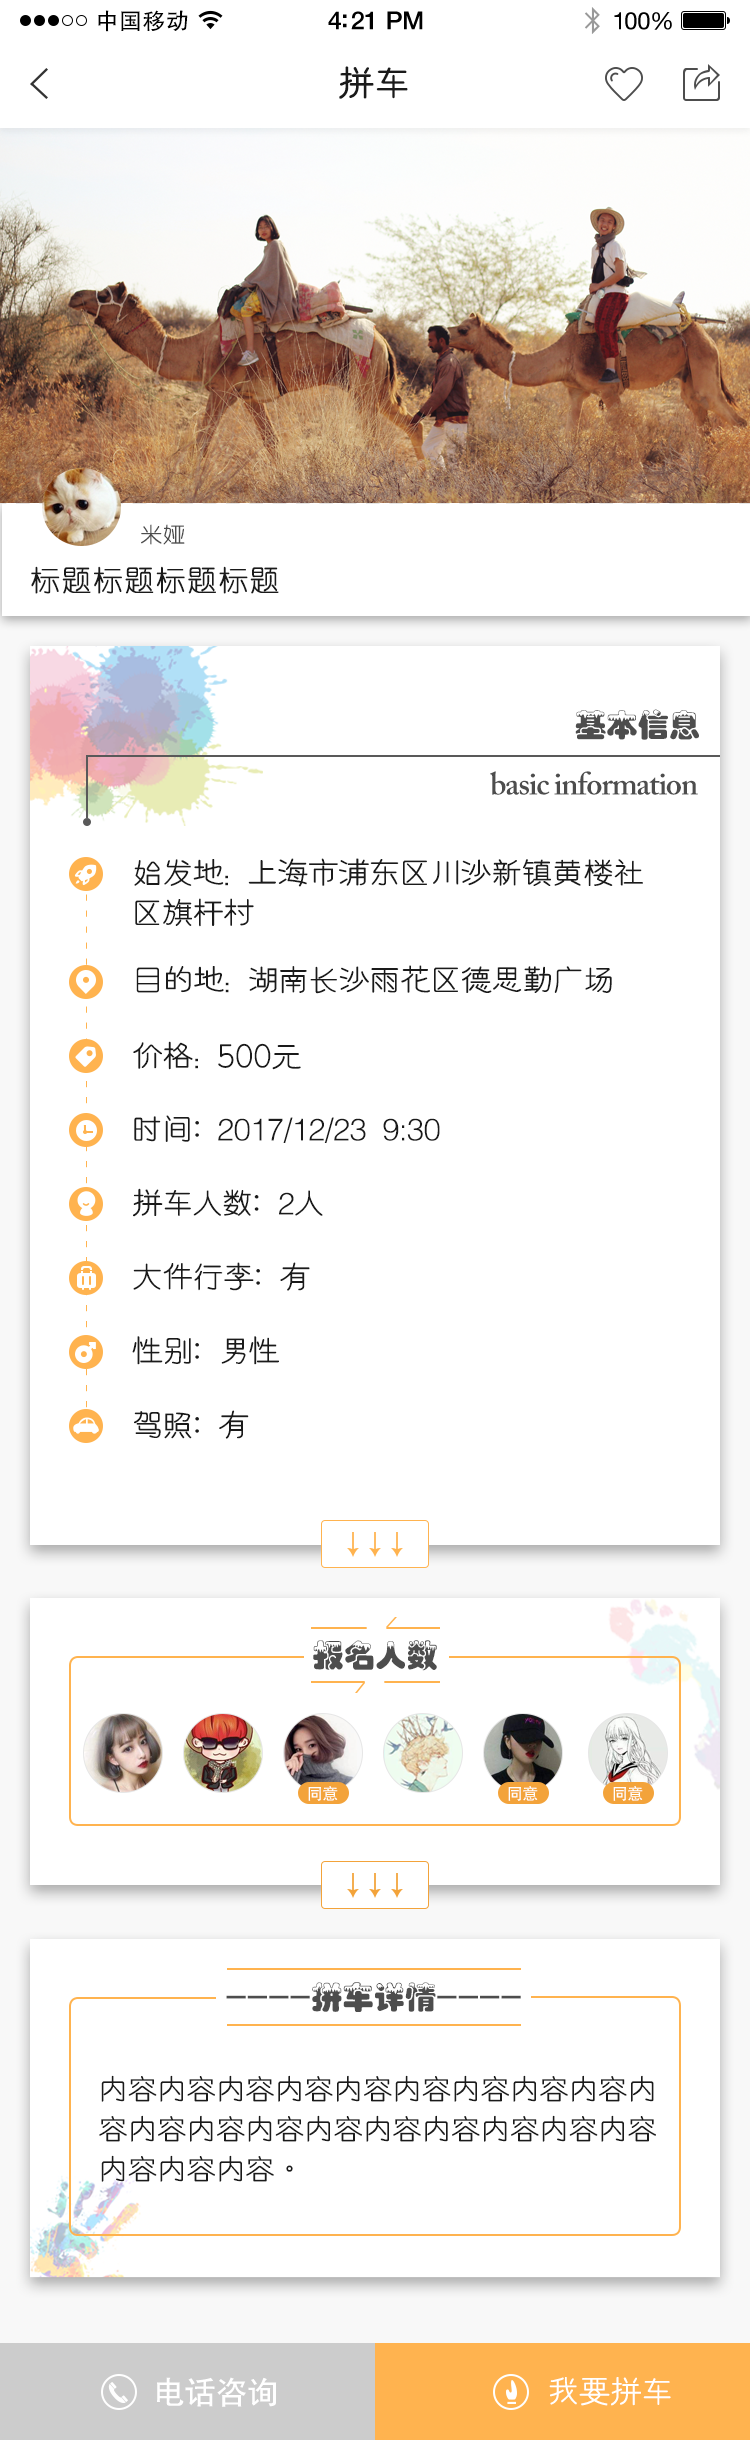 中国移动 4:21 PM 100%
拼车
米娅
标题标题标题标题
基本信息
basic information
始发地：上海市浦东区川沙新镇黄楼社
区旗杆村
目的地：湖南长沙雨花区德思勤广场
价格：500元
时间：2017/12/23 9:30
拼车人数：2人
大件行李：有
性别：男性
驾照：有
↓↓↓
报名人数
同意 同意 同意
↓↓↓
----拼车详情----
内容内容内容内容内容内容内容内容内容内
容内容内容内容内容内容内容内容内容内容
内容内容内容。
电话咨询 我要拼车